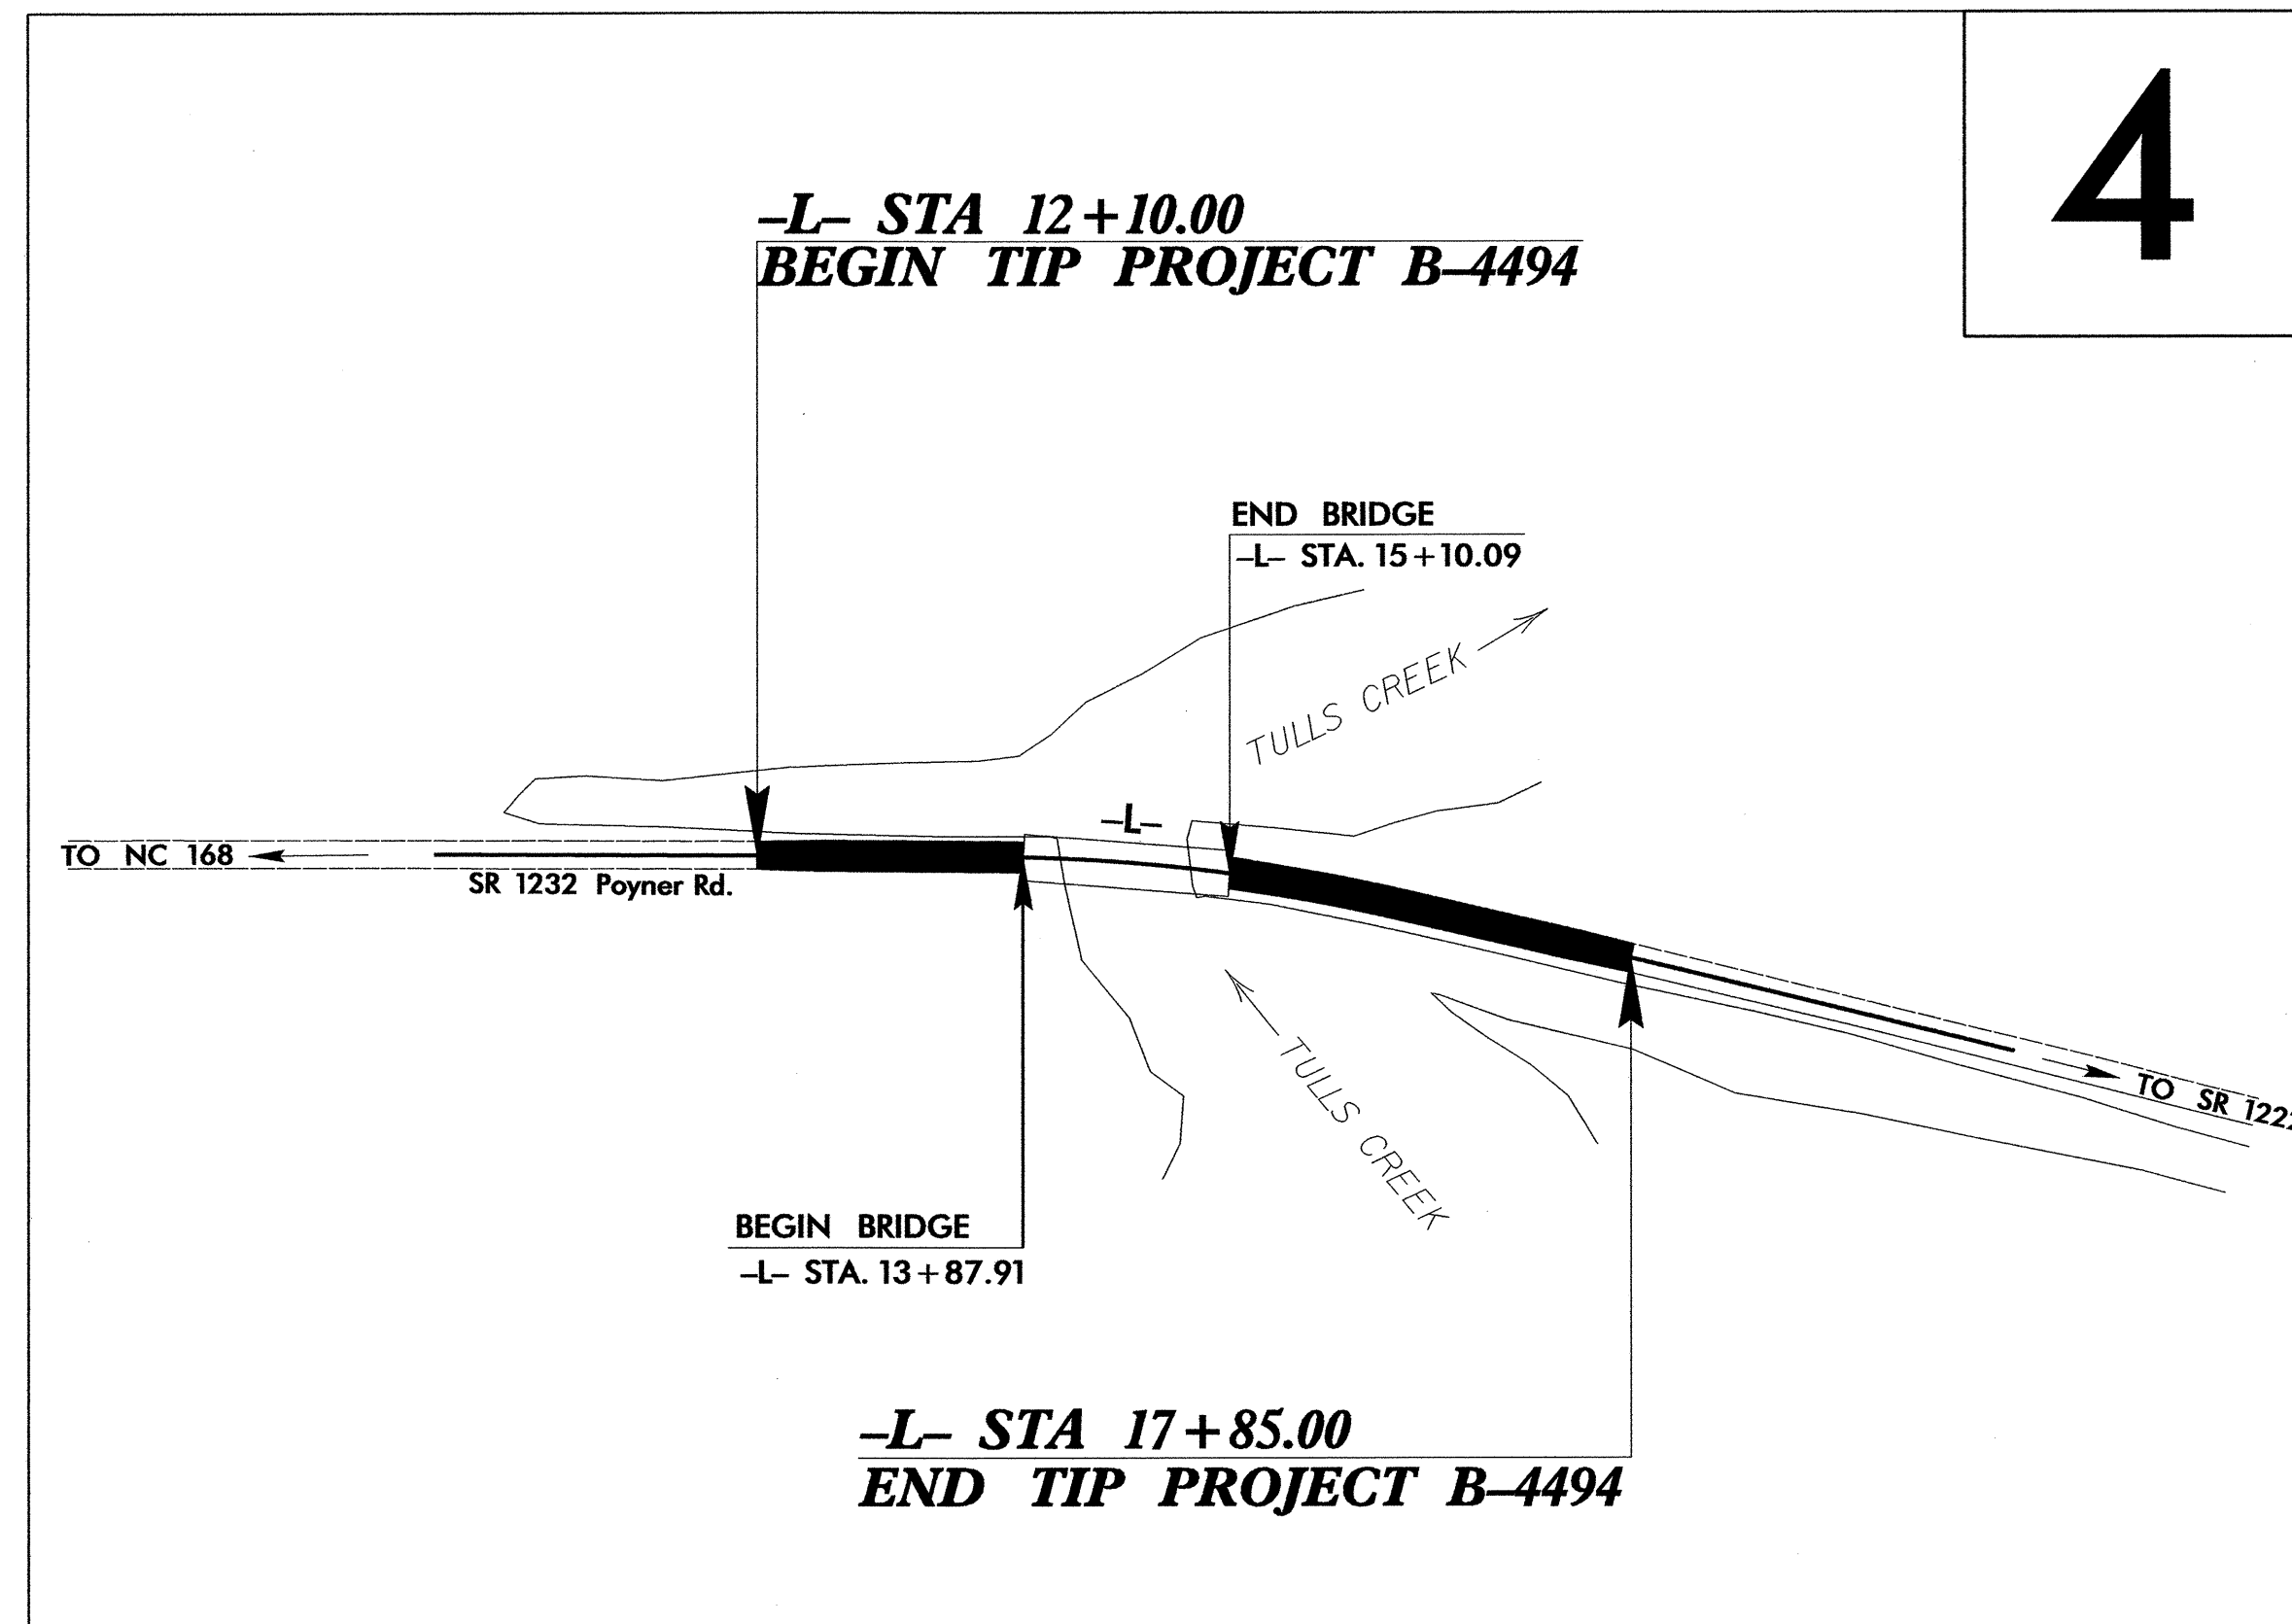 4
–L– STA 12+10.00
BEGIN TIP PROJECT B–4494
END BRIDGE
–L– STA. 15+10.09
TULLS CREEK
–L–
TO NC 168
SR 1232 Poyner Rd.
TULLS CREEK
TO SR
BEGIN BRIDGE
–L– STA. 13+87.91
–L– STA 17+85.00
END TIP PROJECT B–4494